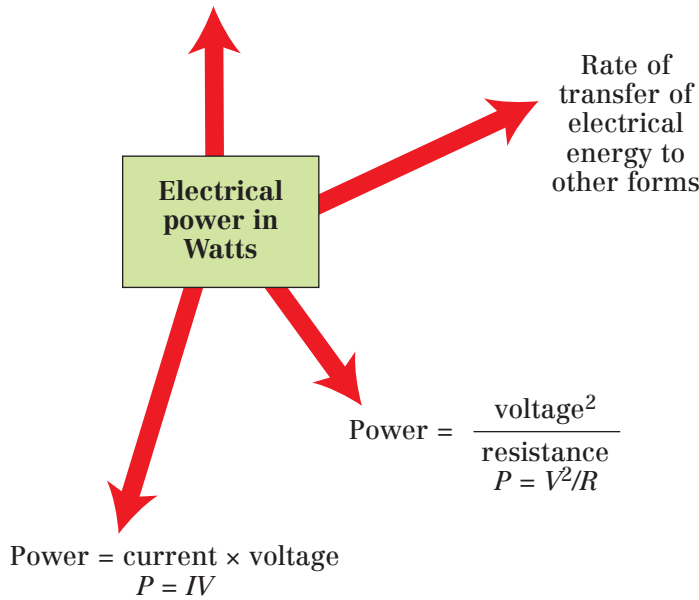 Rate of
transfer of
electrical
energy to
other forms
Electrical
power in
Watts
Power = voltage²
resistance
P = V²/R
Power = current × voltage
P = IV